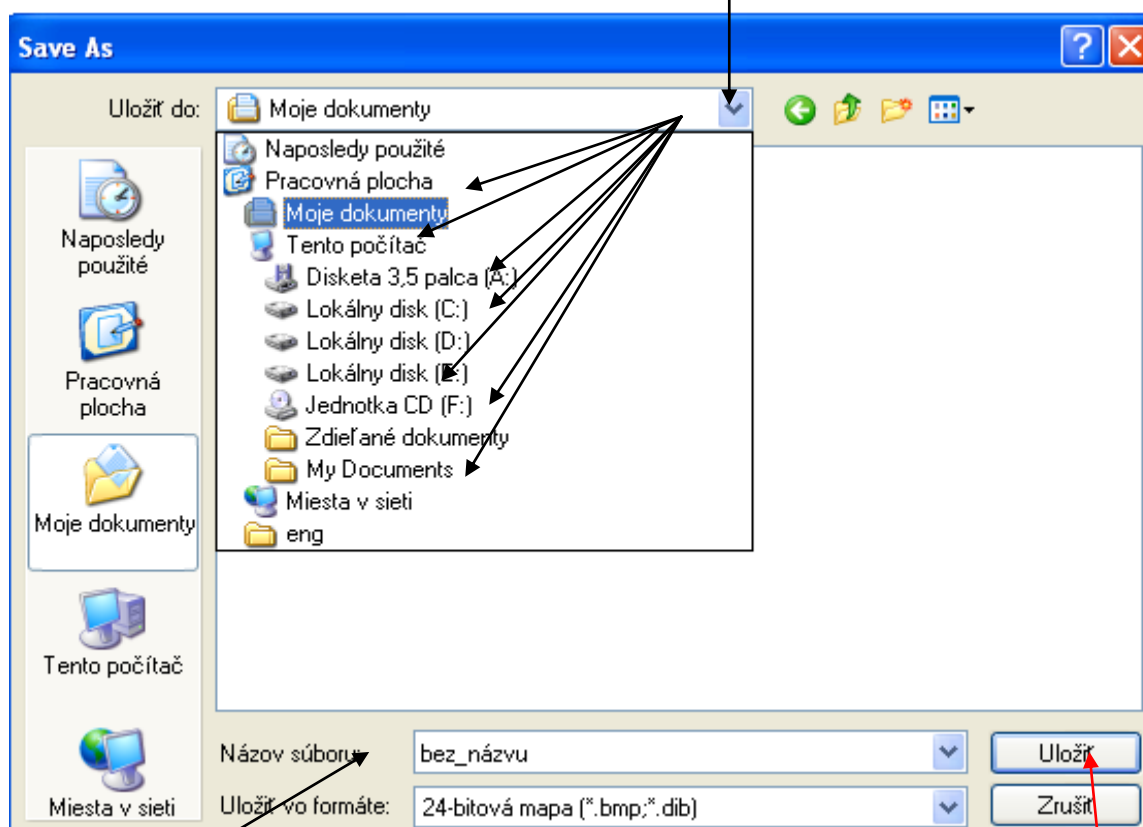 Save As
Uložiť do: Moje dokumenty
Naposledy použité
Pracovná plocha
Moje dokumenty
Tento počítač
Disketa 3,5 palca (A:)
Lokálny disk (C:)
Lokálny disk (D:)
Lokálny disk (E:)
Jednotka CD (F:)
Zdieľané dokumenty
My Documents
Miesta v sieti
eng
Naposledy
použité
Pracovná
plocha
Moje dokumenty
Tento počítač
Miesta v sieti
Názov súboru: bez_názvu Uložiť
Uložiť vo formáte: 24-bitová mapa (*.bmp;*.dib) Zrušiť